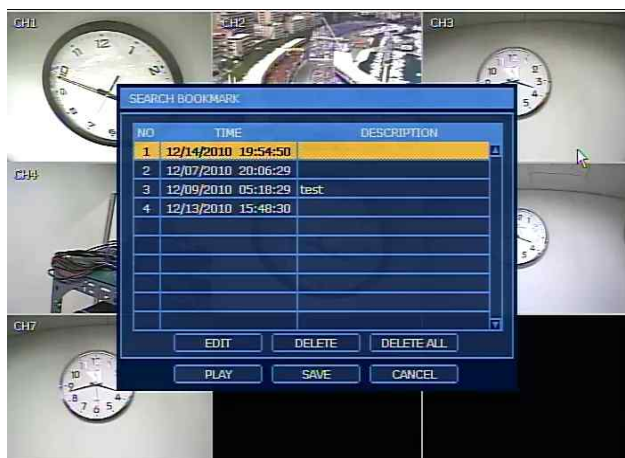 CH1
CH2
CH3
SEARCH BOOKMARK
NO TIME DESCRIPTION
1 12/14/2010 19:54:50
2 12/07/2010 20:06:29
3 12/09/2010 05:18:29 test
4 12/13/2010 15:48:30
CH4
CH7
EDIT DELETE DELETE ALL
PLAY SAVE CANCEL